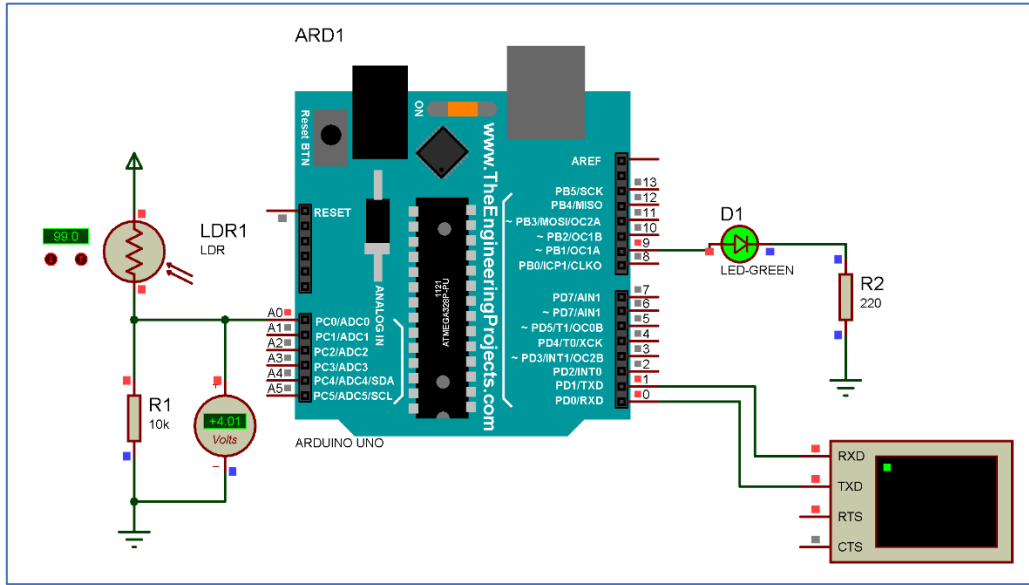 ARD1
ON
Reset BTN
www.TheEngineeringProjects.com
AREF
RESET
PB5/SCK 13
PB4/MISO 12
~ PB3/MOSI/OC2A 11
~ PB2/OC1B 10
~ PB1/OC1A 9
PB0/ICP1/CLKO 8
LDR1
LDR
99.0
D1
LED-GREEN
R2
220
ANALOG IN
1121
ATMEGA328P-PU
A0 PC0/ADC0
A1 PC1/ADC1
A2 PC2/ADC2
A3 PC3/ADC3
A4 PC4/ADC4/SDA
A5 PC5/ADC5/SCL
PD7/AIN1 7
~ PD7/AIN1 6
~ PD5/T1/OC0B 5
PD4/T0/XCK 4
~ PD3/INT1/OC2B 3
PD2/INT0 2
PD1/TXD 1
PD0/RXD 0
R1
10k
+
+4.01
Volts
−
ARDUINO UNO
RXD
TXD
RTS
CTS